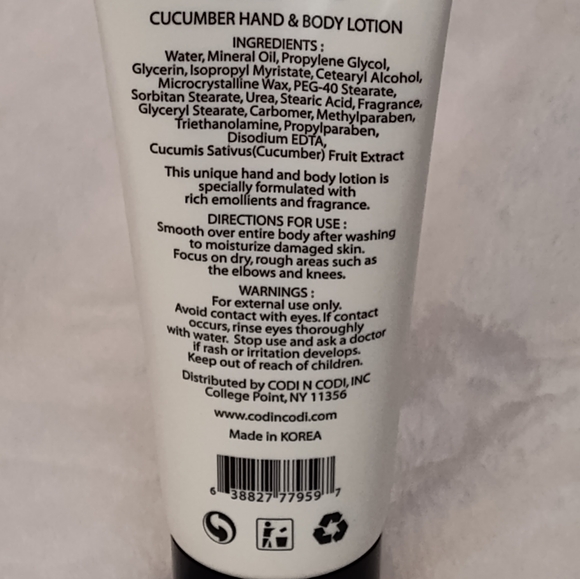 CUCUMBER HAND & BODY LOTION
INGREDIENTS :
Water, Mineral Oil, Propylene Glycol,
Glycerin, Isopropyl Myristate, Cetearyl Alcohol,
Microcrystalline Wax, PEG-40 Stearate,
Sorbitan Stearate, Urea, Stearic Acid, Fragrance,
Glyceryl Stearate, Carbomer, Methylparaben,
Triethanolamine, Propylparaben,
Disodium EDTA,
Cucumis Sativus(Cucumber) Fruit Extract
This unique hand and body lotion is
specially formulated with
rich emollients and fragrance.
DIRECTIONS FOR USE :
Smooth over entire body after washing
to moisturize damaged skin.
Focus on dry, rough areas such as
the elbows and knees.
WARNINGS :
For external use only.
Avoid contact with eyes. If contact
occurs, rinse eyes thoroughly
with water. Stop use and ask a doctor
if rash or irritation develops.
Keep out of reach of children.
Distributed by CODI N CODI, INC
College Point, NY 11356
www.codincodi.com
Made in KOREA
6 38827 77959 7